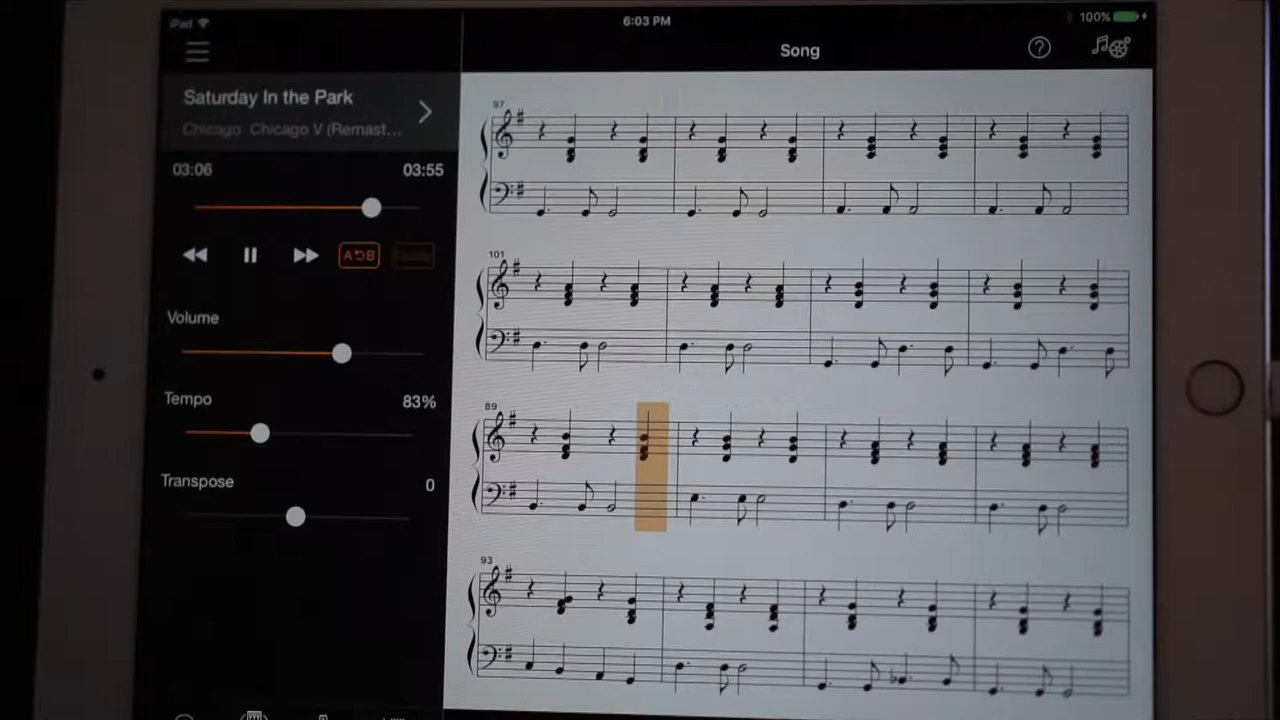 iPad 6:03 PM 100%
Song
Saturday In the Park
Chicago Chicago V (Remast...
03:06 03:55
A B
Volume
Tempo 83%
Transpose 0
97
101
89
93